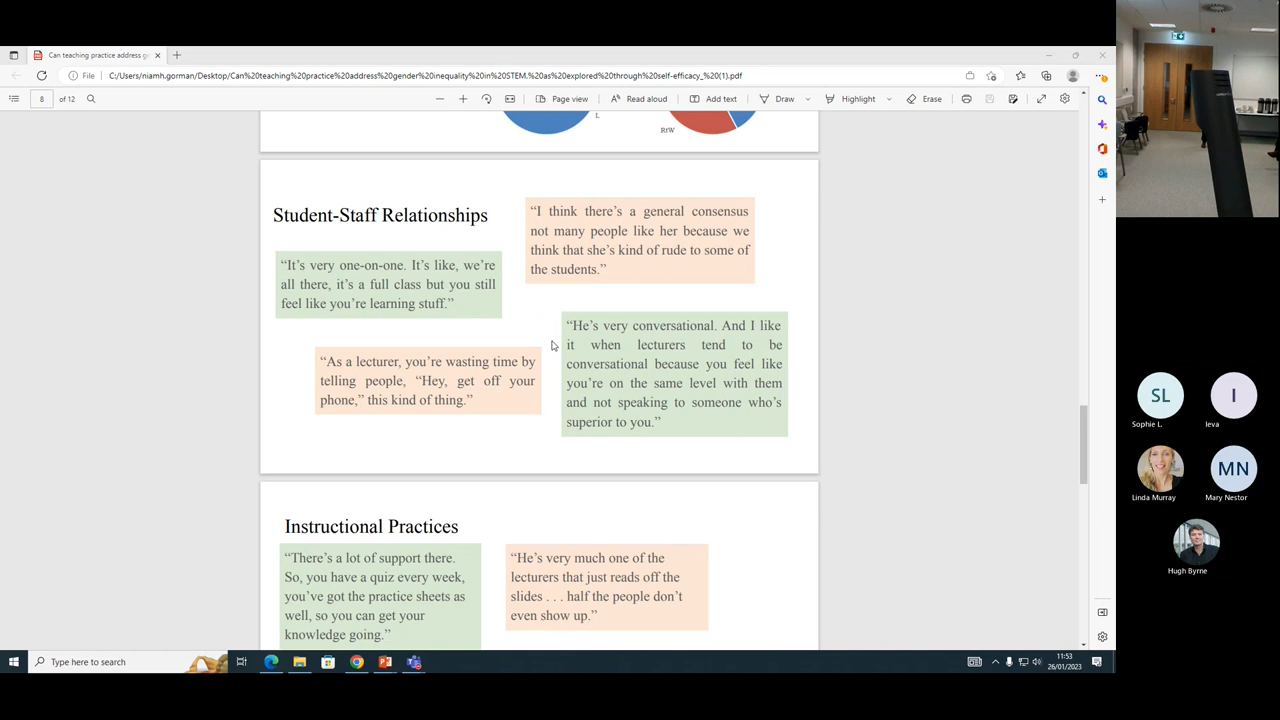 Can teaching practice address g
File
C:/Users/niamh.gorman/Desktop/Can%20teaching%20practice%20address%20gender%20inequality%20in%20STEM.%20as%20explored%20through%20self-efficacy_%20(1).pdf
8 of 12
Page view
Read aloud
Add text
Draw
Highlight
Erase
L
RtW
Student-Staff Relationships
“I think there’s a general consensus
not many people like her because we
think that she’s kind of rude to some of
the students.”
“It’s very one-on-one. It’s like, we’re
all there, it’s a full class but you still
feel like you’re learning stuff.”
“He’s very conversational. And I like
it when lecturers tend to be
conversational because you feel like
you’re on the same level with them
and not speaking to someone who’s
superior to you.”
“As a lecturer, you’re wasting time by
telling people, “Hey, get off your
phone,” this kind of thing.”
Instructional Practices
“There’s a lot of support there.
So, you have a quiz every week,
you’ve got the practice sheets as
well, so you can get your
knowledge going.”
“He’s very much one of the
lecturers that just reads off the
slides . . . half the people don’t
even show up.”
Type here to search
11:53
26/01/2023
SL
Sophie L.
I
Ieva
Linda Murray
MN
Mary Nestor
Hugh Byrne